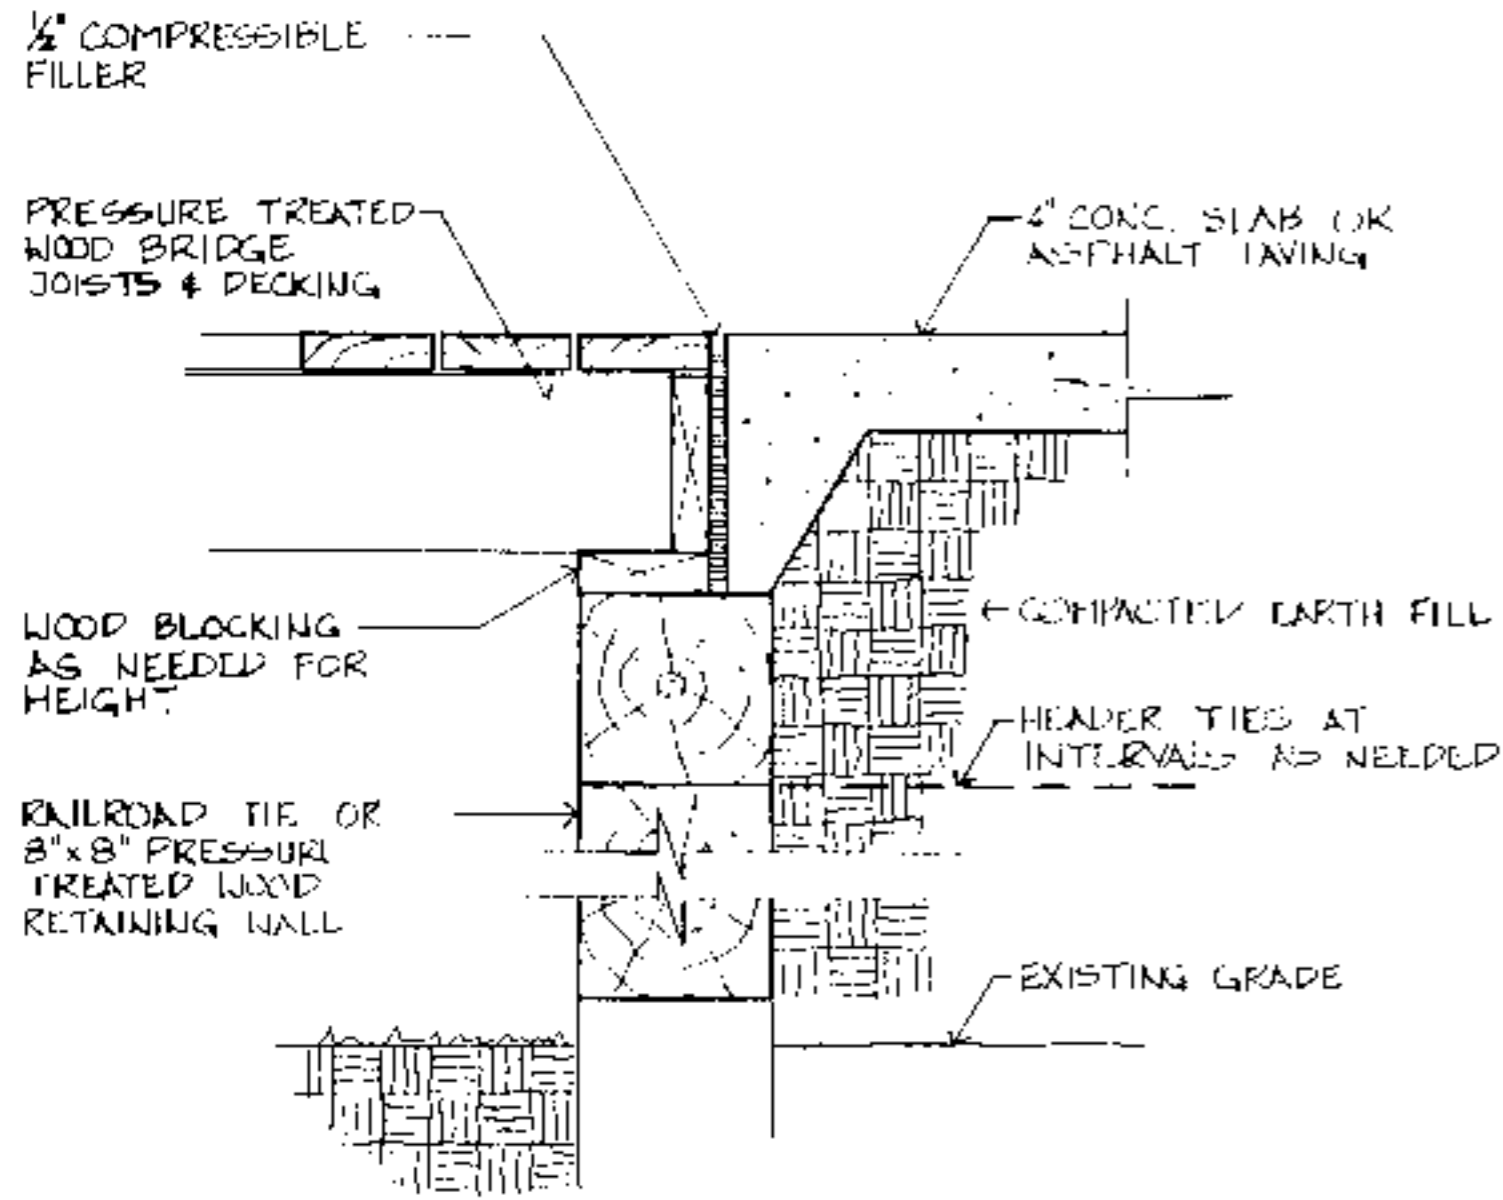 ½" COMPRESSIBLE
FILLER
PRESSURE TREATED
WOOD BRIDGE
JOISTS & DECKING
4" CONC. SLAB OR
ASPHALT PAVING
WOOD BLOCKING
AS NEEDED FOR
HEIGHT
COMPACTED EARTH FILL
HEADER TIES AT
INTERVALS AS NEEDED
RAILROAD TIE OR
8"x8" PRESSURE
TREATED WOOD
RETAINING WALL
EXISTING GRADE